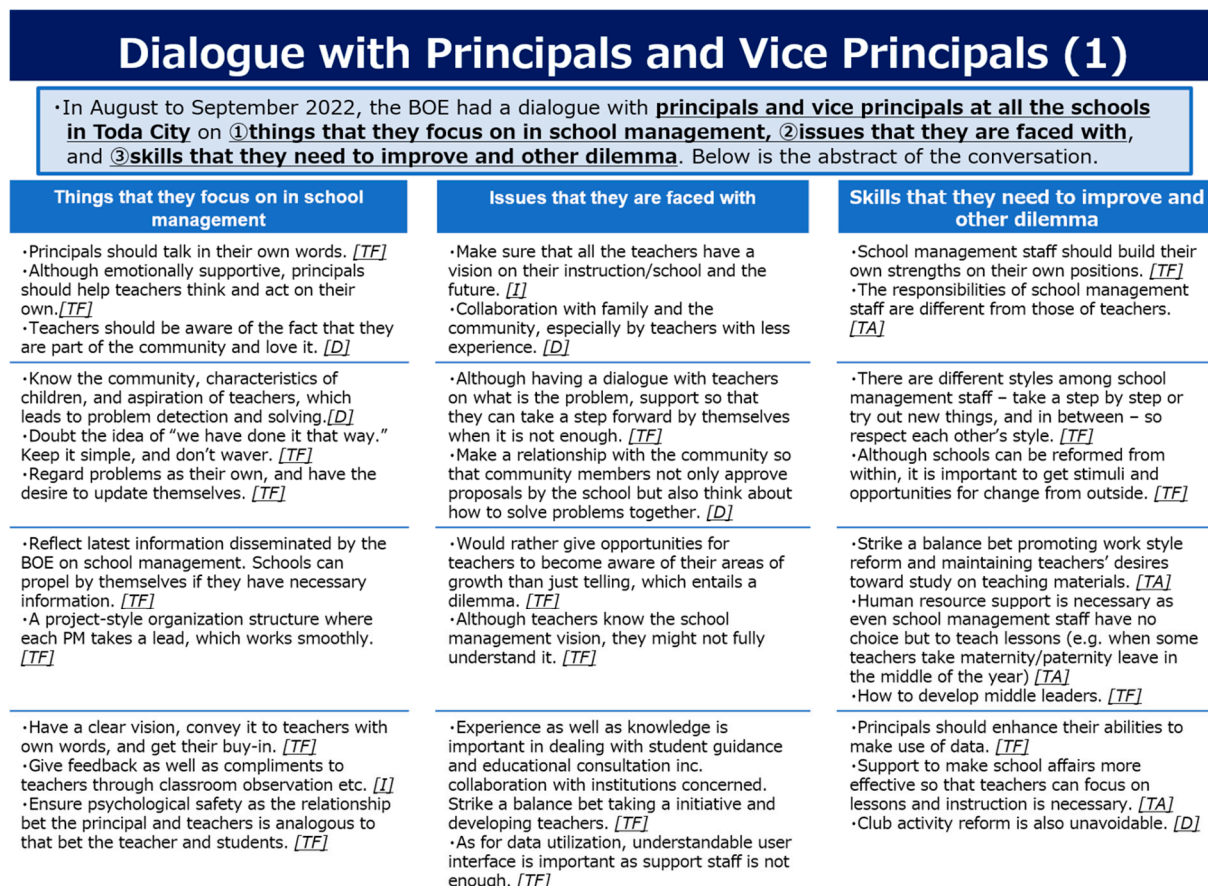 Dialogue with Principals and Vice Principals (1)
・In August to September 2022, the BOE had a dialogue with principals and vice principals at all the schools
in Toda City on ①things that they focus on in school management, ②issues that they are faced with,
and ③skills that they need to improve and other dilemma. Below is the abstract of the conversation.
Things that they focus on in school
management
Issues that they are faced with
Skills that they need to improve and
other dilemma
・Principals should talk in their own words. [TF]
・Although emotionally supportive, principals
should help teachers think and act on their
own.[TF]
・Teachers should be aware of the fact that they
are part of the community and love it. [D]
・Make sure that all the teachers have a
vision on their instruction/school and the
future. [I]
・Collaboration with family and the
community, especially by teachers with less
experience. [D]
・School management staff should build their
own strengths on their own positions. [TF]
・The responsibilities of school management
staff are different from those of teachers.
[TA]
・Know the community, characteristics of
children, and aspiration of teachers, which
leads to problem detection and solving.[D]
・Doubt the idea of "we have done it that way."
Keep it simple, and don't waver. [TF]
・Regard problems as their own, and have the
desire to update themselves. [TF]
・Although having a dialogue with teachers
on what is the problem, support so that
they can take a step forward by themselves
when it is not enough. [TF]
・Make a relationship with the community so
that community members not only approve
proposals by the school but also think about
how to solve problems together. [D]
・There are different styles among school
management staff – take a step by step or
try out new things, and in between – so
respect each other's style. [TF]
・Although schools can be reformed from
within, it is important to get stimuli and
opportunities for change from outside. [TF]
・Reflect latest information disseminated by the
BOE on school management. Schools can
propel by themselves if they have necessary
information. [TF]
・A project-style organization structure where
each PM takes a lead, which works smoothly.
[TF]
・Would rather give opportunities for
teachers to become aware of their areas of
growth than just telling, which entails a
dilemma. [TF]
・Although teachers know the school
management vision, they might not fully
understand it. [TF]
・Strike a balance bet promoting work style
reform and maintaining teachers' desires
toward study on teaching materials. [TA]
・Human resource support is necessary as
even school management staff have no
choice but to teach lessons (e.g. when some
teachers take maternity/paternity leave in
the middle of the year) [TA]
・How to develop middle leaders. [TF]
・Have a clear vision, convey it to teachers with
own words, and get their buy-in. [TF]
・Give feedback as well as compliments to
teachers through classroom observation etc. [I]
・Ensure psychological safety as the relationship
bet the principal and teachers is analogous to
that bet the teacher and students. [TF]
・Experience as well as knowledge is
important in dealing with student guidance
and educational consultation inc.
collaboration with institutions concerned.
Strike a balance bet taking a initiative and
developing teachers. [TF]
・As for data utilization, understandable user
interface is important as support staff is not
enough. [TF]
・Principals should enhance their abilities to
make use of data. [TF]
・Support to make school affairs more
effective so that teachers can focus on
lessons and instruction is necessary. [TA]
・Club activity reform is also unavoidable. [D]